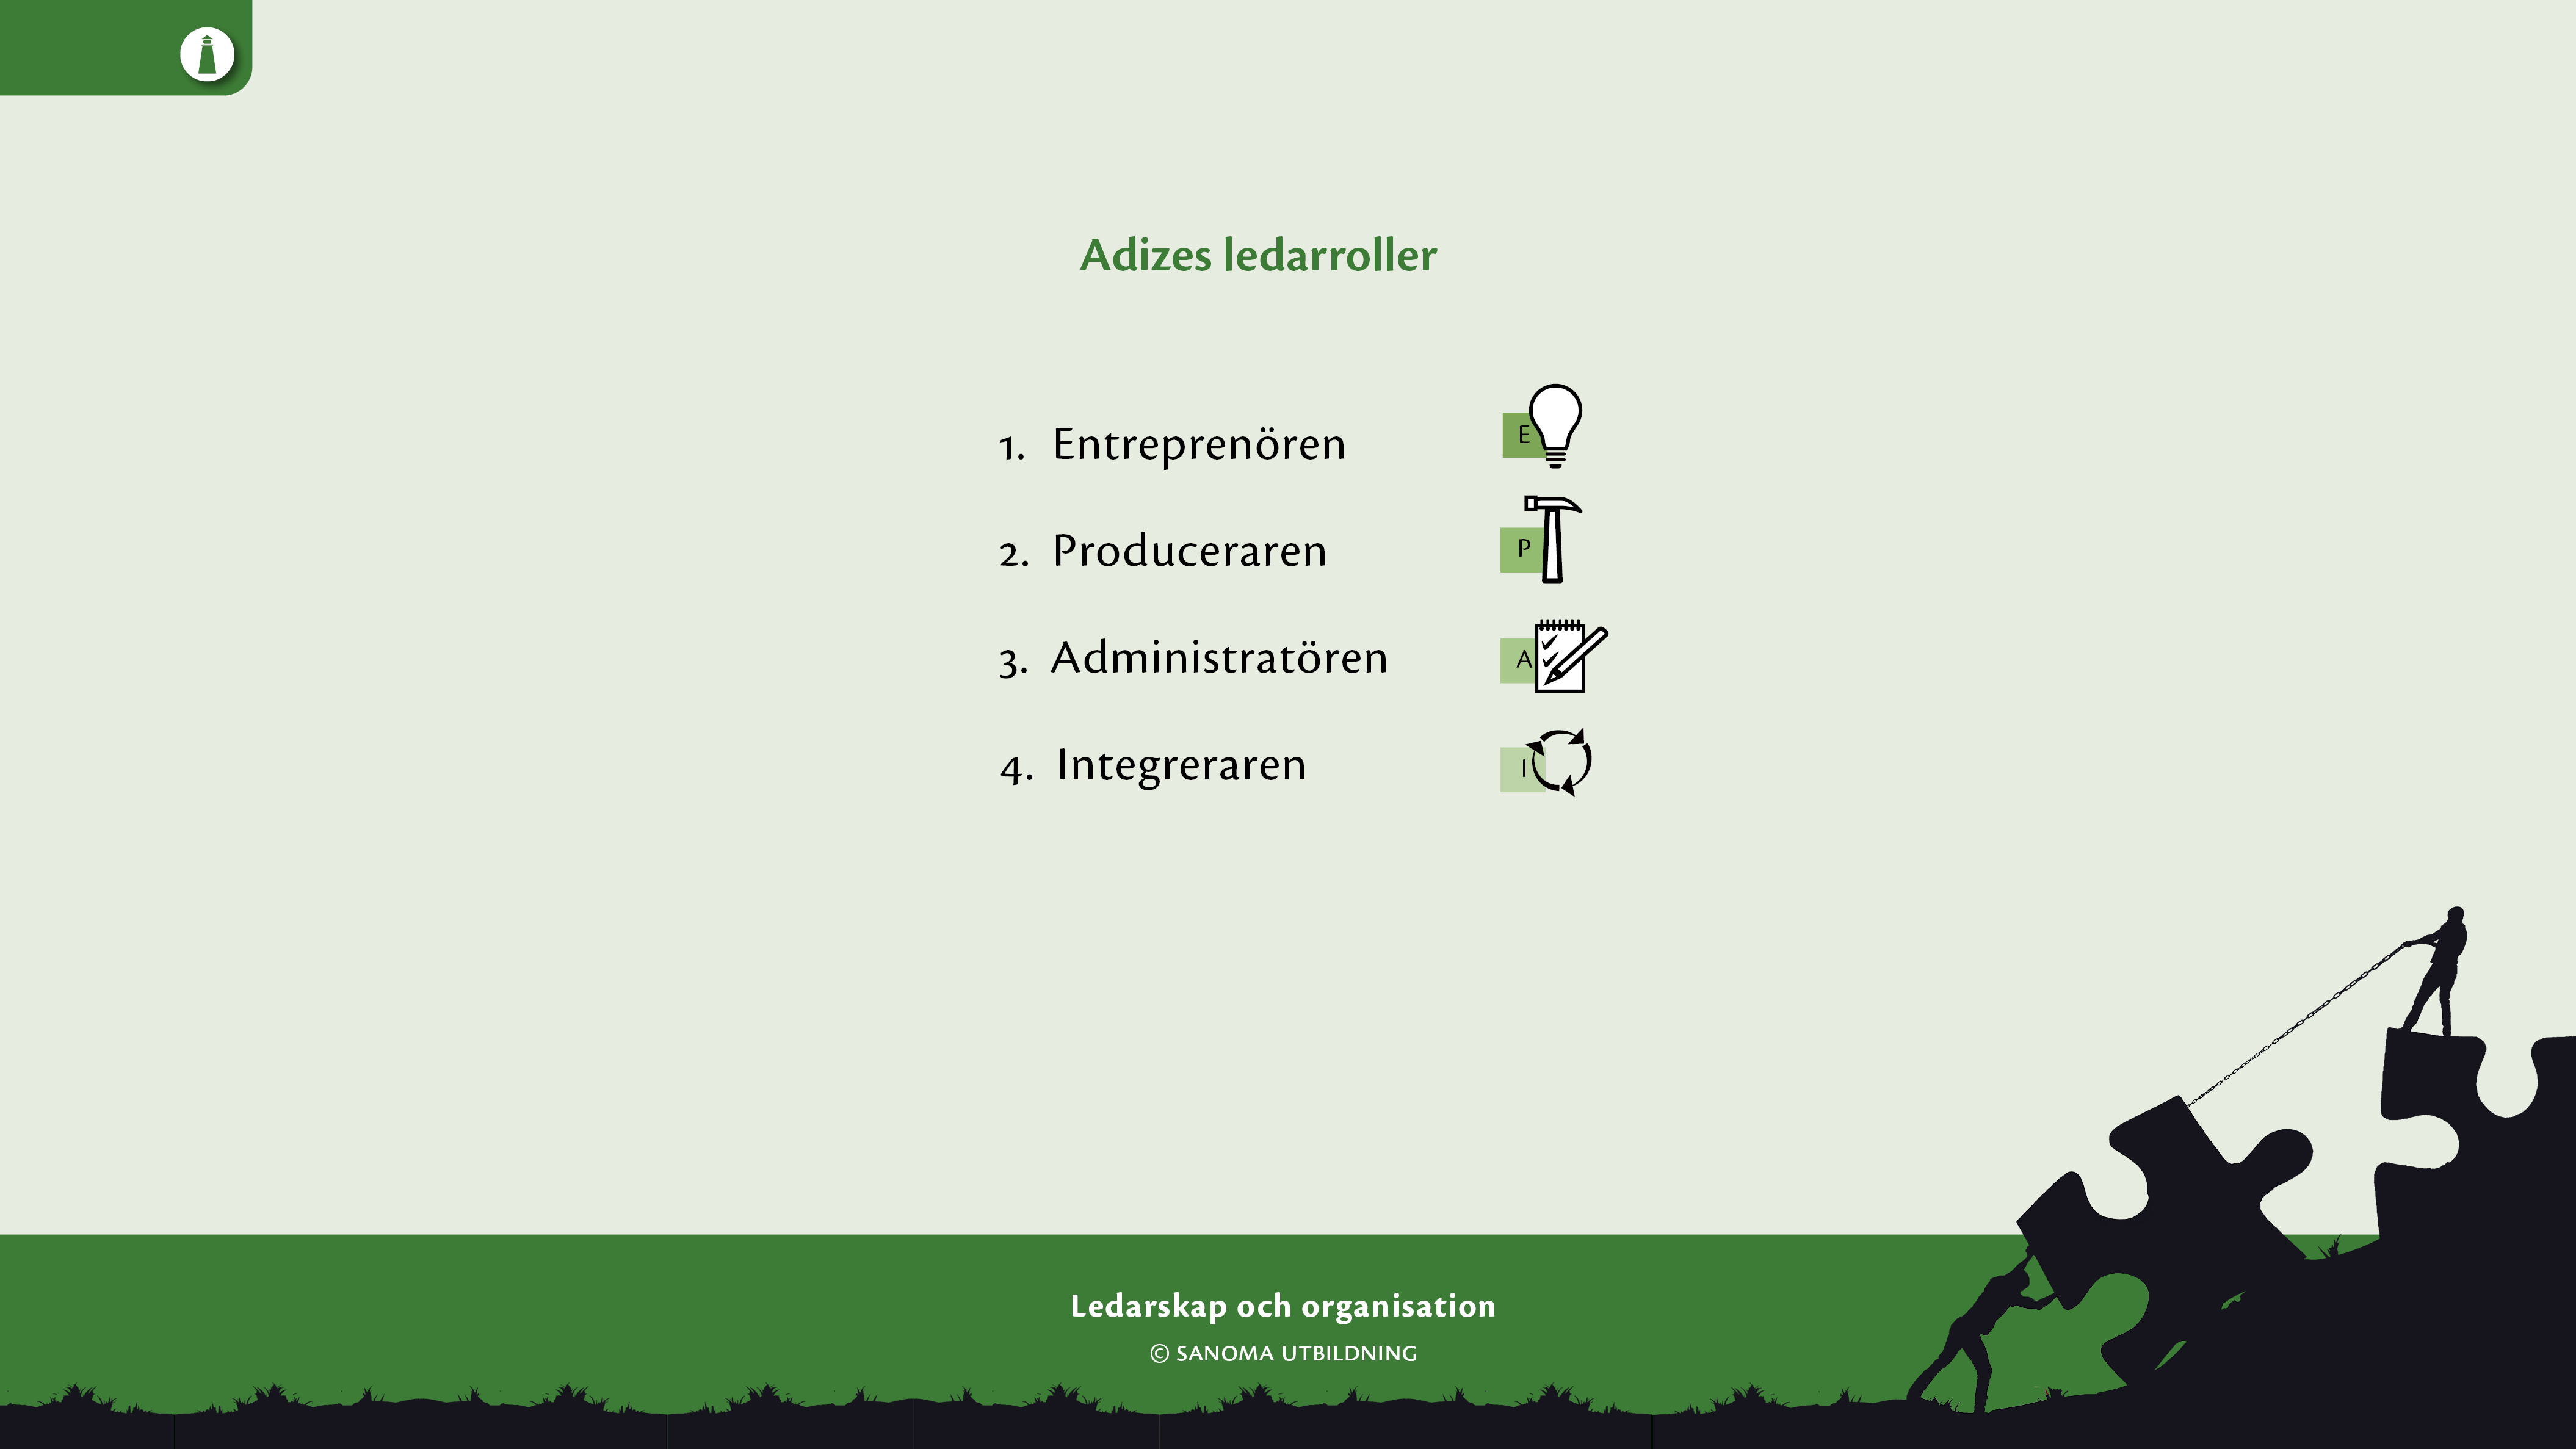 Adizes ledarroller
1. Entreprenören
E
2. Produceraren
P
3. Administratören
A
4. Integreraren
I
Ledarskap och organisation
© SANOMA UTBILDNING